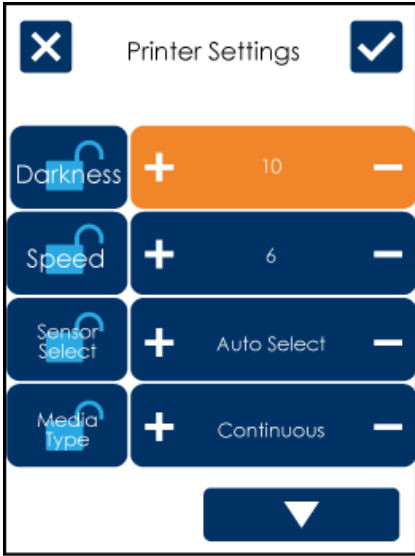 Printer Settings
Darkness
10
Speed
6
Sensor
Select
Auto Select
Media
Type
Continuous